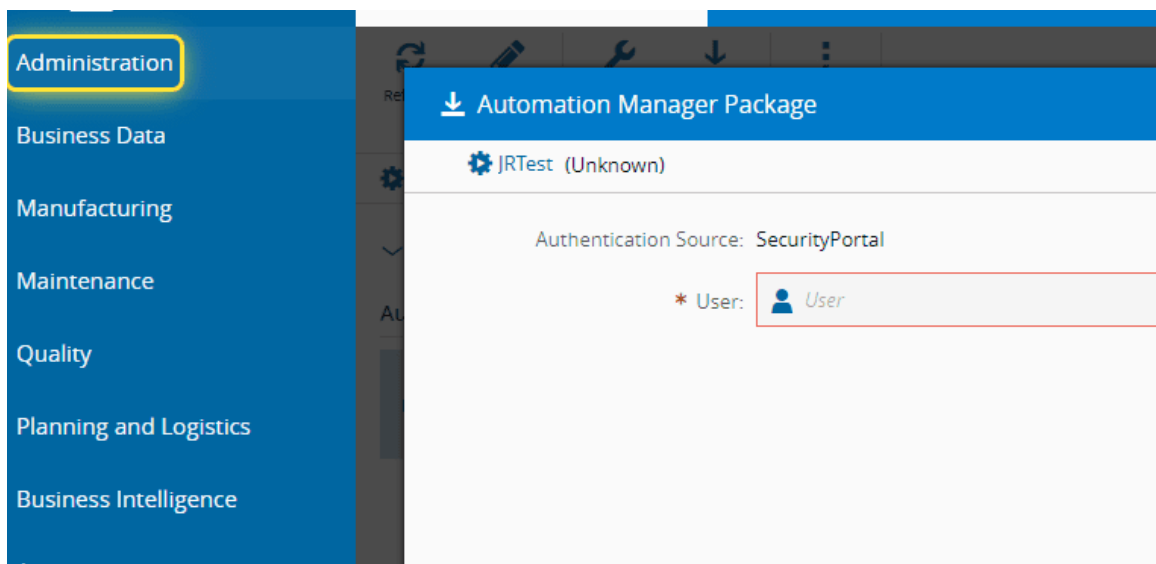 Administration
Business Data
Manufacturing
Maintenance
Quality
Planning and Logistics
Business Intelligence
Automation Manager Package
JRTest (Unknown)
Authentication Source: SecurityPortal
* User: User